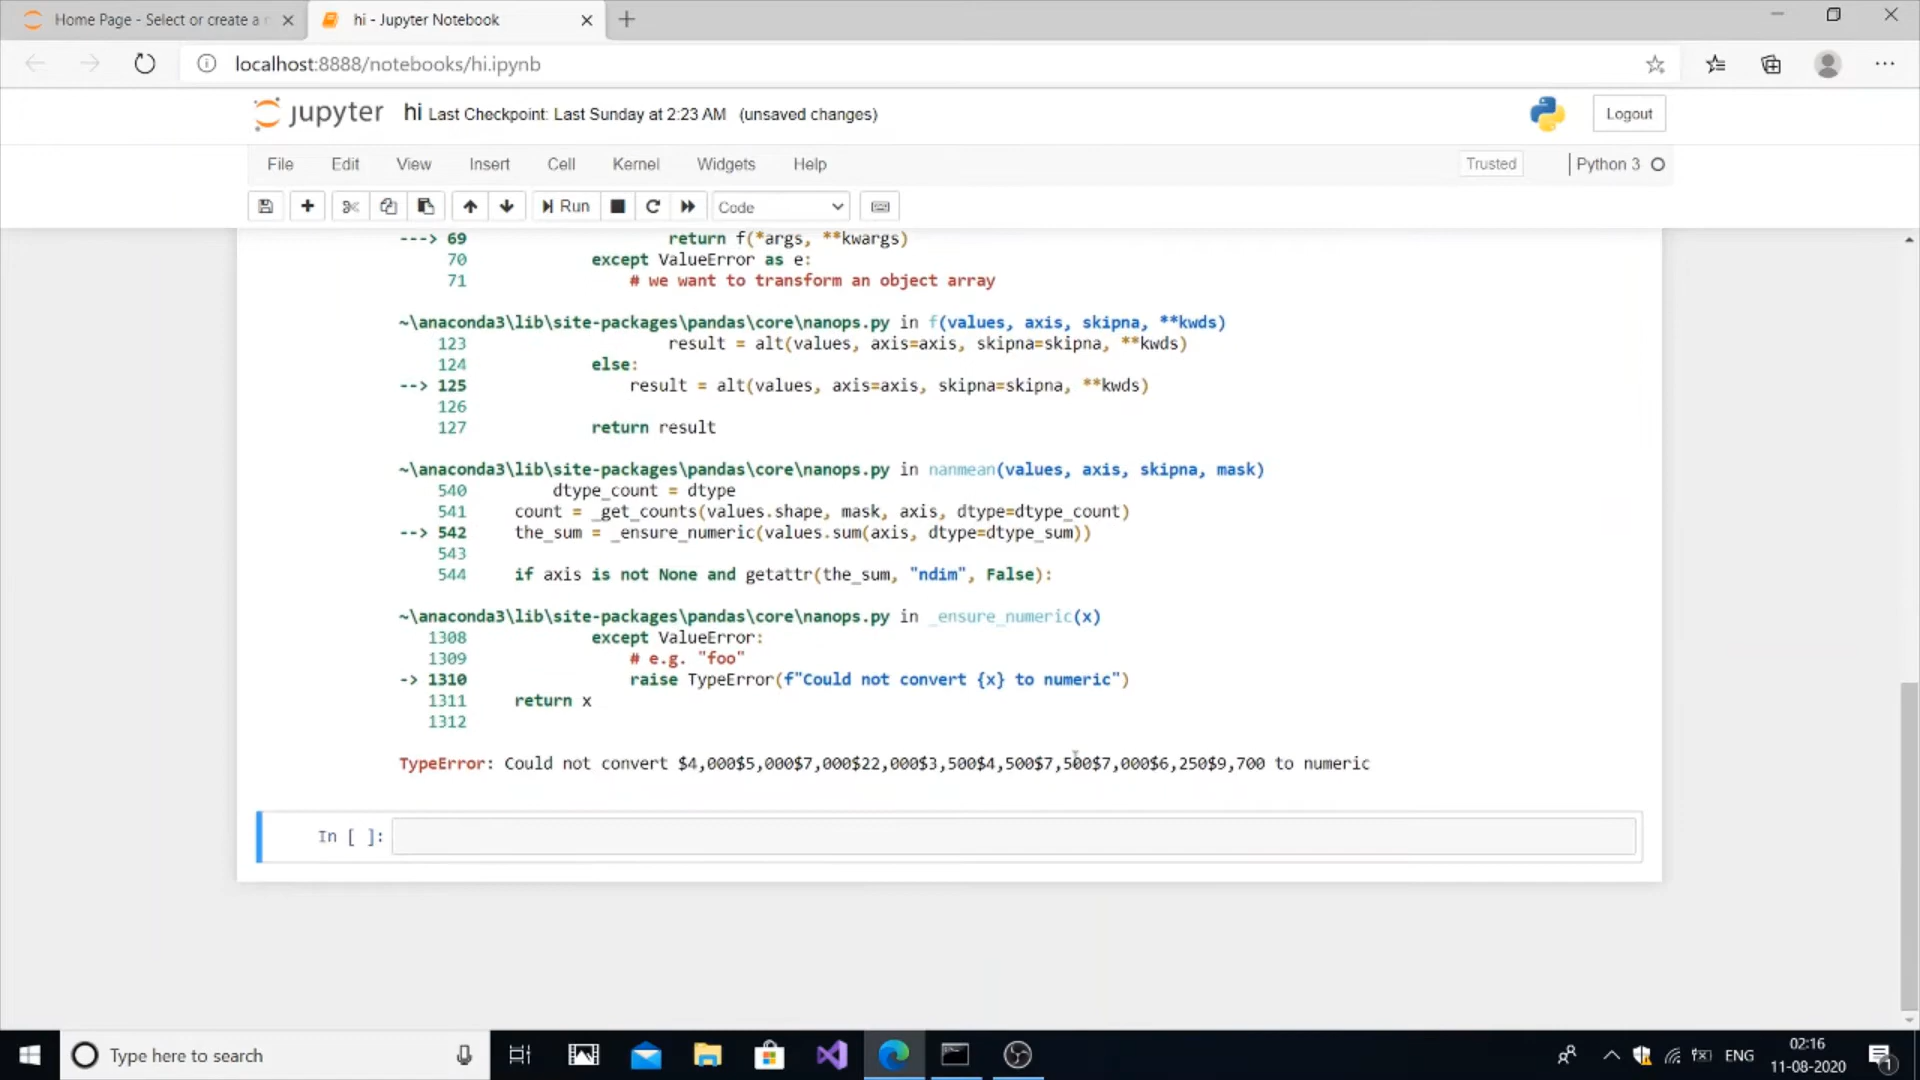 Home Page - Select or create a
hi - Jupyter Notebook
localhost:8888/notebooks/hi.ipynb
jupyter hi Last Checkpoint: Last Sunday at 2:23 AM (unsaved changes)
Logout
File Edit View Insert Cell Kernel Widgets Help
Trusted
Python 3
Run
Code
---> 69                     return f(*args, **kwargs)
70             except ValueError as e:
71                 # we want to transform an object array
~\anaconda3\lib\site-packages\pandas\core\nanops.py in f(values, axis, skipna, **kwds)
123                     result = alt(values, axis=axis, skipna=skipna, **kwds)
124             else:
--> 125                 result = alt(values, axis=axis, skipna=skipna, **kwds)
126
127             return result
~\anaconda3\lib\site-packages\pandas\core\nanops.py in nanmean(values, axis, skipna, mask)
540         dtype_count = dtype
541     count = _get_counts(values.shape, mask, axis, dtype=dtype_count)
--> 542     the_sum = _ensure_numeric(values.sum(axis, dtype=dtype_sum))
543
544     if axis is not None and getattr(the_sum, "ndim", False):
~\anaconda3\lib\site-packages\pandas\core\nanops.py in _ensure_numeric(x)
1308             except ValueError:
1309                 # e.g. "foo"
-> 1310                 raise TypeError(f"Could not convert {x} to numeric")
1311     return x
1312
TypeError: Could not convert $4,000$5,000$7,000$22,000$3,500$4,500$7,500$7,000$6,250$9,700 to numeric
In [ ]:
Type here to search
ENG
02:16
11-08-2020
1